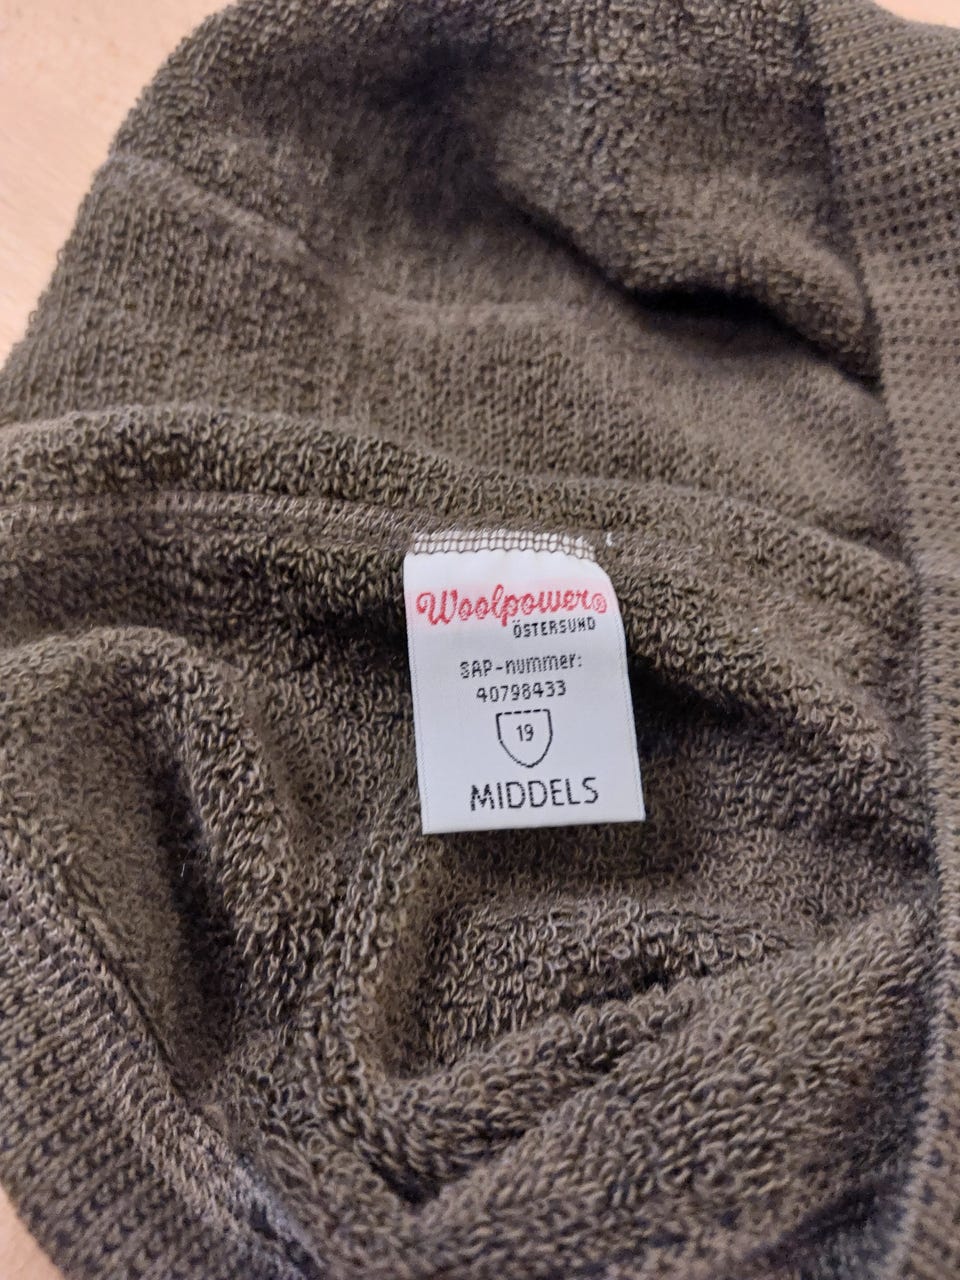 Woolpower®
ÖSTERSUND
SAP-nummer:
40798433
19
MIDDELS